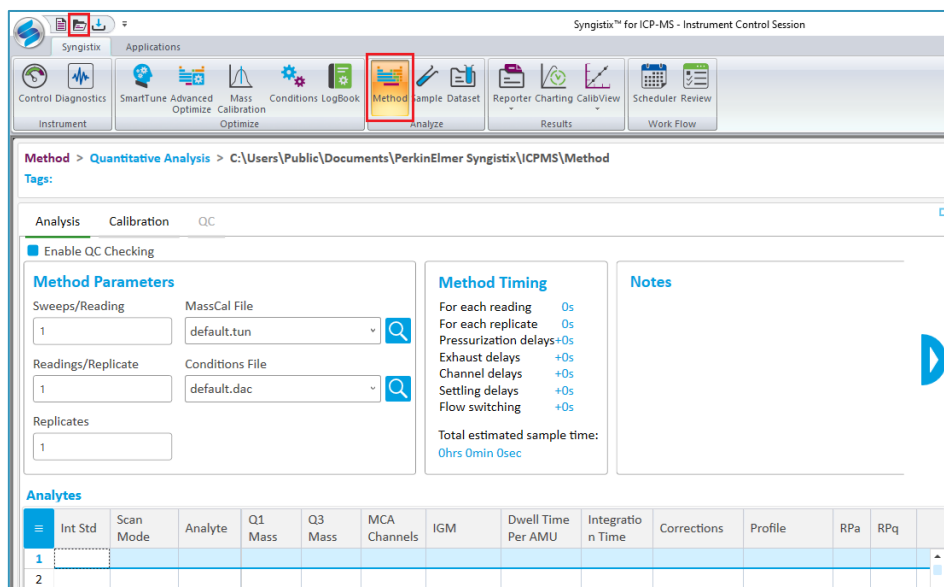 Syngistix™ for ICP-MS - Instrument Control Session
Syngistix Applications
Control Diagnostics SmartTune Advanced Optimize Mass Calibration Conditions LogBook Method Sample Dataset Reporter Charting CalibView Scheduler Review
Instrument Optimize Analyze Results Work Flow
Method > Quantitative Analysis > C:\Users\Public\Documents\PerkinElmer Syngistix\ICPMS\Method
Tags:
Analysis Calibration QC
Enable QC Checking
Method Parameters
Sweeps/Reading MassCal File
1 default.tun
Readings/Replicate Conditions File
1 default.dac
Replicates
1
Method Timing
For each reading 0s
For each replicate 0s
Pressurization delays+0s
Exhaust delays +0s
Channel delays +0s
Settling delays +0s
Flow switching +0s
Total estimated sample time:
0hrs 0min 0sec
Notes
Analytes
Int Std Scan Mode Analyte Q1 Mass Q3 Mass MCA Channels IGM Dwell Time Per AMU Integratio n Time Corrections Profile RPa RPq
1
2